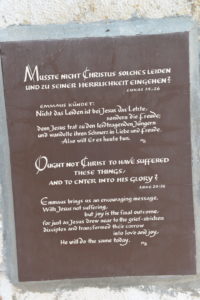 MUSSTE NICHT CHRISTUS SOLCHES LEIDEN
UND ZU SEINER HERRLICHKEIT EINGEHEN?
LUKAS 24,26
EMMAUS KÜNDET:
Nicht das Leiden ist bei Jesus das Letzte,
sondern die Freude;
denn Jesus trat zu den leidtragenden Jüngern
und wandelte ihren Schmerz in Liebe und Freude.
Also will Er es heute tun.
OUGHT NOT CHRIST TO HAVE SUFFERED
THESE THINGS,
AND TO ENTER INTO HIS GLORY?
LUKE 24:26
Emmaus brings us an encouraging message.
With Jesus not suffering,
but joy is the final outcome,
for just as Jesus drew near to the grief-stricken
disciples and transformed their sorrow
into love and joy,
He will do the same today.